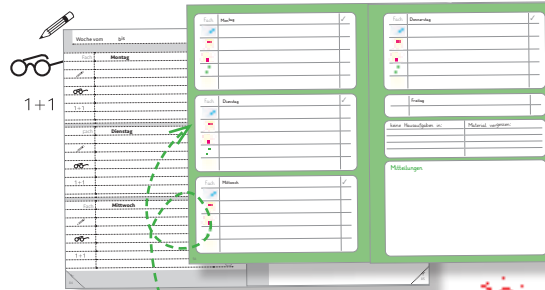 1+1
Woche vom bis
Fach Montag
1+1
Fach Dienstag
1+1
Fach Mittwoch
1+1
Fach Montag ✓
Fach Dienstag ✓
Fach Mittwoch ✓
Fach Donnerstag ✓
Freitag
keine Hausaufgaben in: Material vergessen:
Mitteilungen